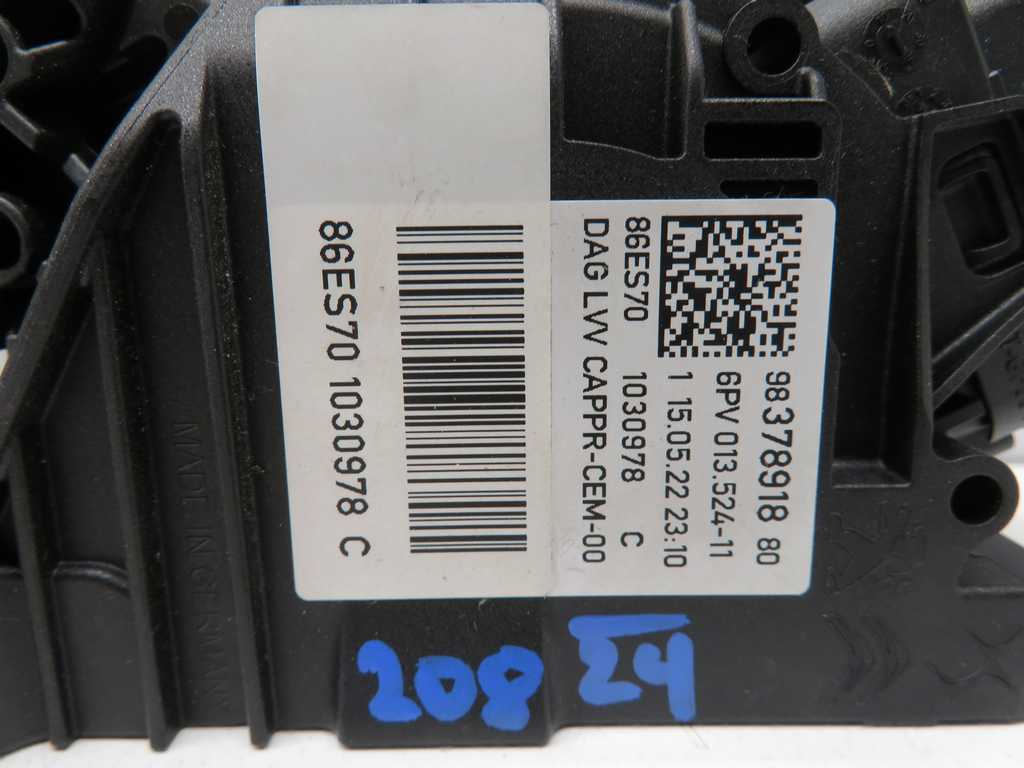 98378918 80
6PV 013.524-11
1 15.05.22 23:10
86ES70 1030978 C
DAG LVV CAPPR-CEM-00
86ES70 1030978 C
MADE IN GERMANY
208